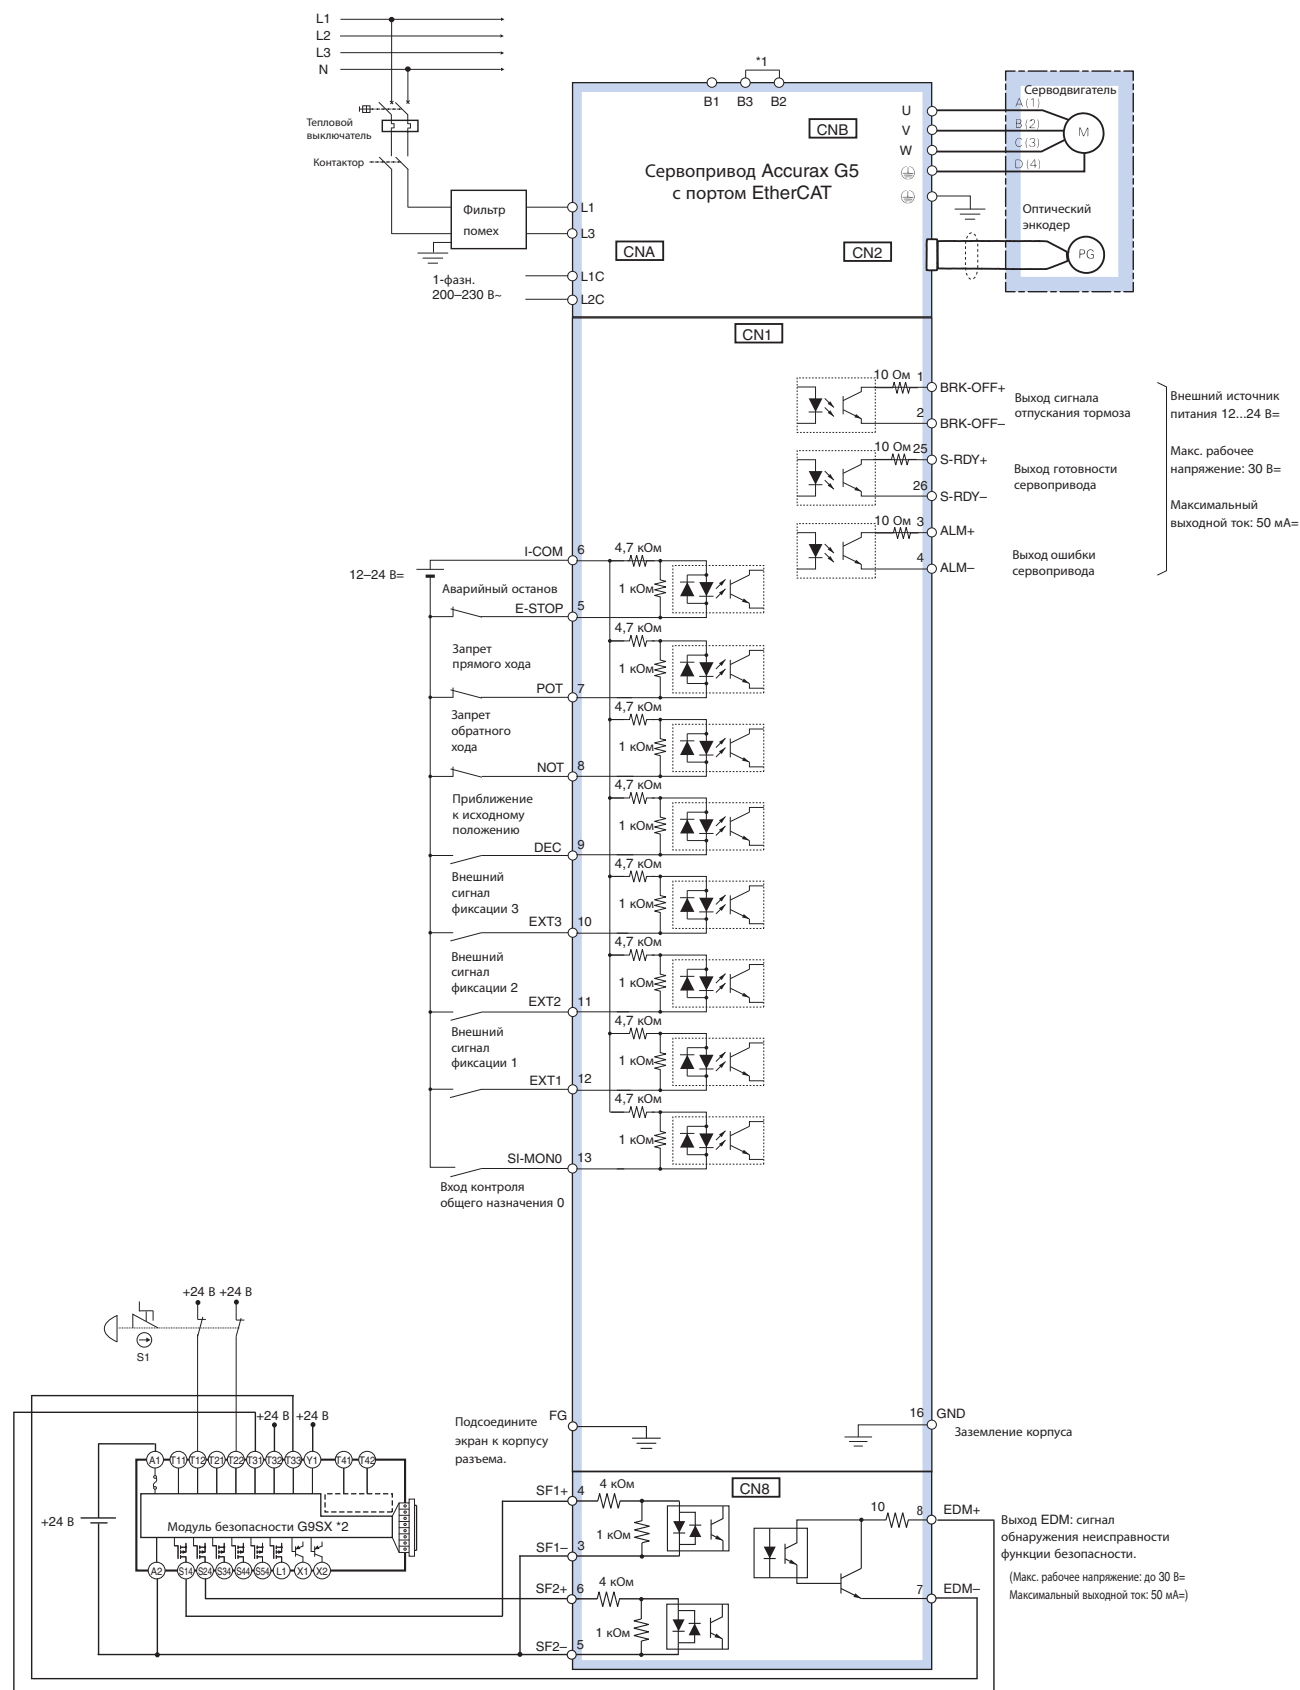 L1
L2
L3
N
Тепловой
выключатель
Контактор
Фильтр
помех
1-фазн.
200–230 В~
*1
B1 B3 B2
CNB
Сервопривод Accurax G5
с портом EtherCAT
CNA
CN2
L1
L3
L1C
L2C
U
V
W
Серводвигатель
A (1)
B (2)
C (3)
D (4)
M
Оптический
энкодер
PG
CN1
10 Ом 1
BRK-OFF+
2
BRK-OFF–
Выход сигнала
отпускания тормоза
10 Ом 25
S-RDY+
26
S-RDY–
Выход готовности
сервопривода
10 Ом 3
ALM+
4
ALM–
Выход ошибки
сервопривода
Внешний источник
питания 12...24 В=
Макс. рабочее
напряжение: 30 В=
Максимальный
выходной ток: 50 мА=
12–24 В=
I-COM 6
4,7 кОм
1 кОм
Аварийный останов
E-STOP 5
4,7 кОм
1 кОм
Запрет
прямого хода
POT 7
4,7 кОм
1 кОм
Запрет
обратного
хода
NOT 8
4,7 кОм
1 кОм
Приближение
к исходному
положению
DEC 9
4,7 кОм
1 кОм
Внешний
сигнал
фиксации 3
EXT3 10
4,7 кОм
1 кОм
Внешний
сигнал
фиксации 2
EXT2 11
4,7 кОм
1 кОм
Внешний
сигнал
фиксации 1
EXT1 12
4,7 кОм
1 кОм
SI-MON0 13
Вход контроля
общего назначения 0
+24 В +24 В
S1
+24 В +24 В
A1 T11 T12 T21 T22 T31 T32 T33 Y1 T41 T42
+24 В
Модуль безопасности G9SX *2
A2 S14 S24 S34 S44 S54 L1 X1 X2
Подсоедините
экран к корпусу
разъема.
FG
16 GND
Заземление корпуса
CN8
SF1+ 4
4 кОм
1 кОм
SF1– 3
SF2+ 6
4 кОм
1 кОм
SF2– 5
10 8
EDM+
7
EDM–
Выход EDM: сигнал
обнаружения неисправности
функции безопасности.
(Макс. рабочее напряжение: до 30 В=
Максимальный выходной ток: 50 мА=)